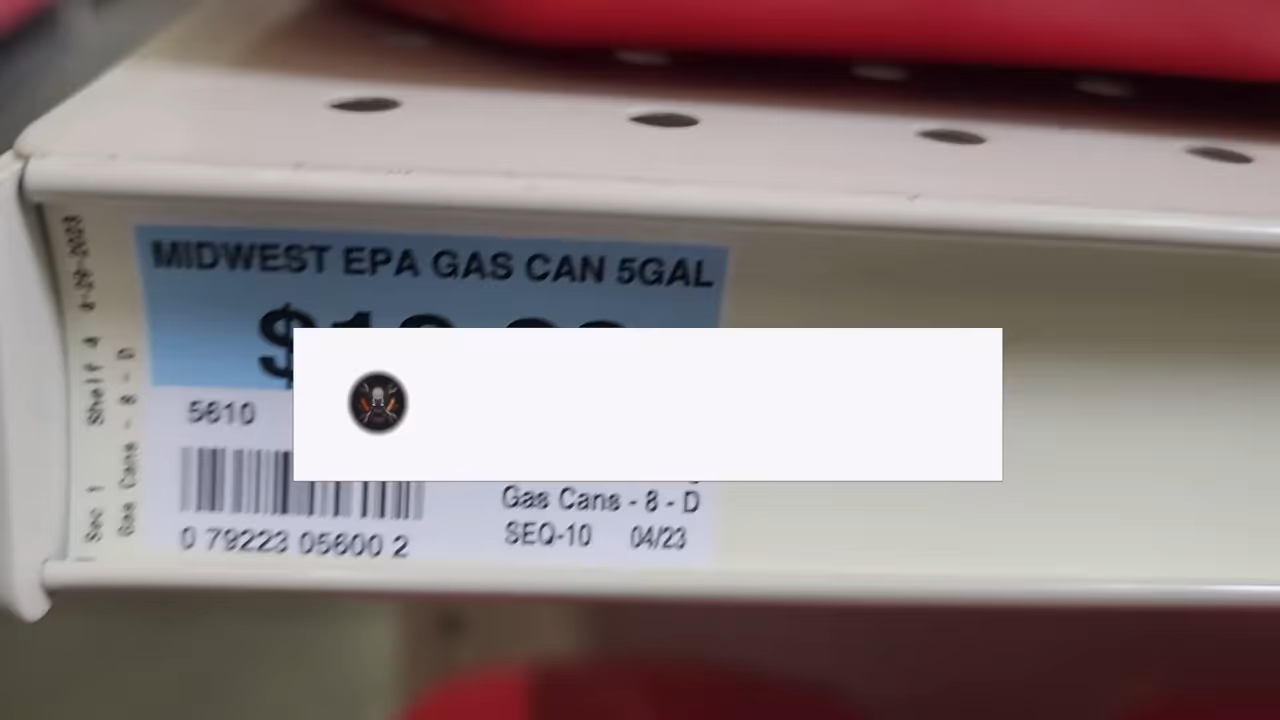 MIDWEST EPA GAS CAN 5GAL
5610
Gas Cans - 8 - D
SEQ-10 04/23
0 79223 05600 2
Sec 1 Shelf 4
Gas Cans - 8 - D